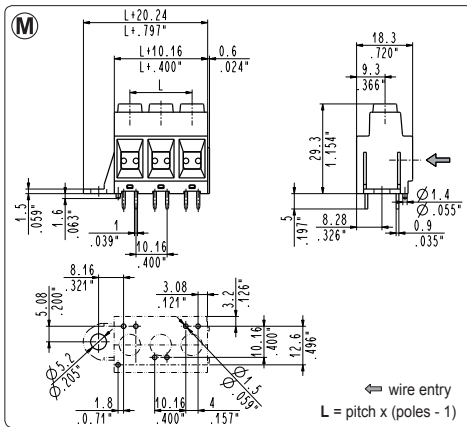 M
L+20.24
L+.797"
L+10.16
L+.400"
0.6
.024"
L
18.3
.720"
9.3
.366"
29.3
1.154"
1.5
.059"
1.6
.063"
1
.039"
10.16
.400"
5
.197"
8.28
.326"
Ø1.4
Ø.055"
0.9
.035"
8.16
.321"
5.08
.200"
3.08
.121"
3.2
.126"
10.16
.400"
12.6
.496"
Ø5.2
Ø.205"
Ø1.5
Ø.059"
1.8
0.71"
10.16
.400"
4
.157"
wire entry
L = pitch x (poles - 1)